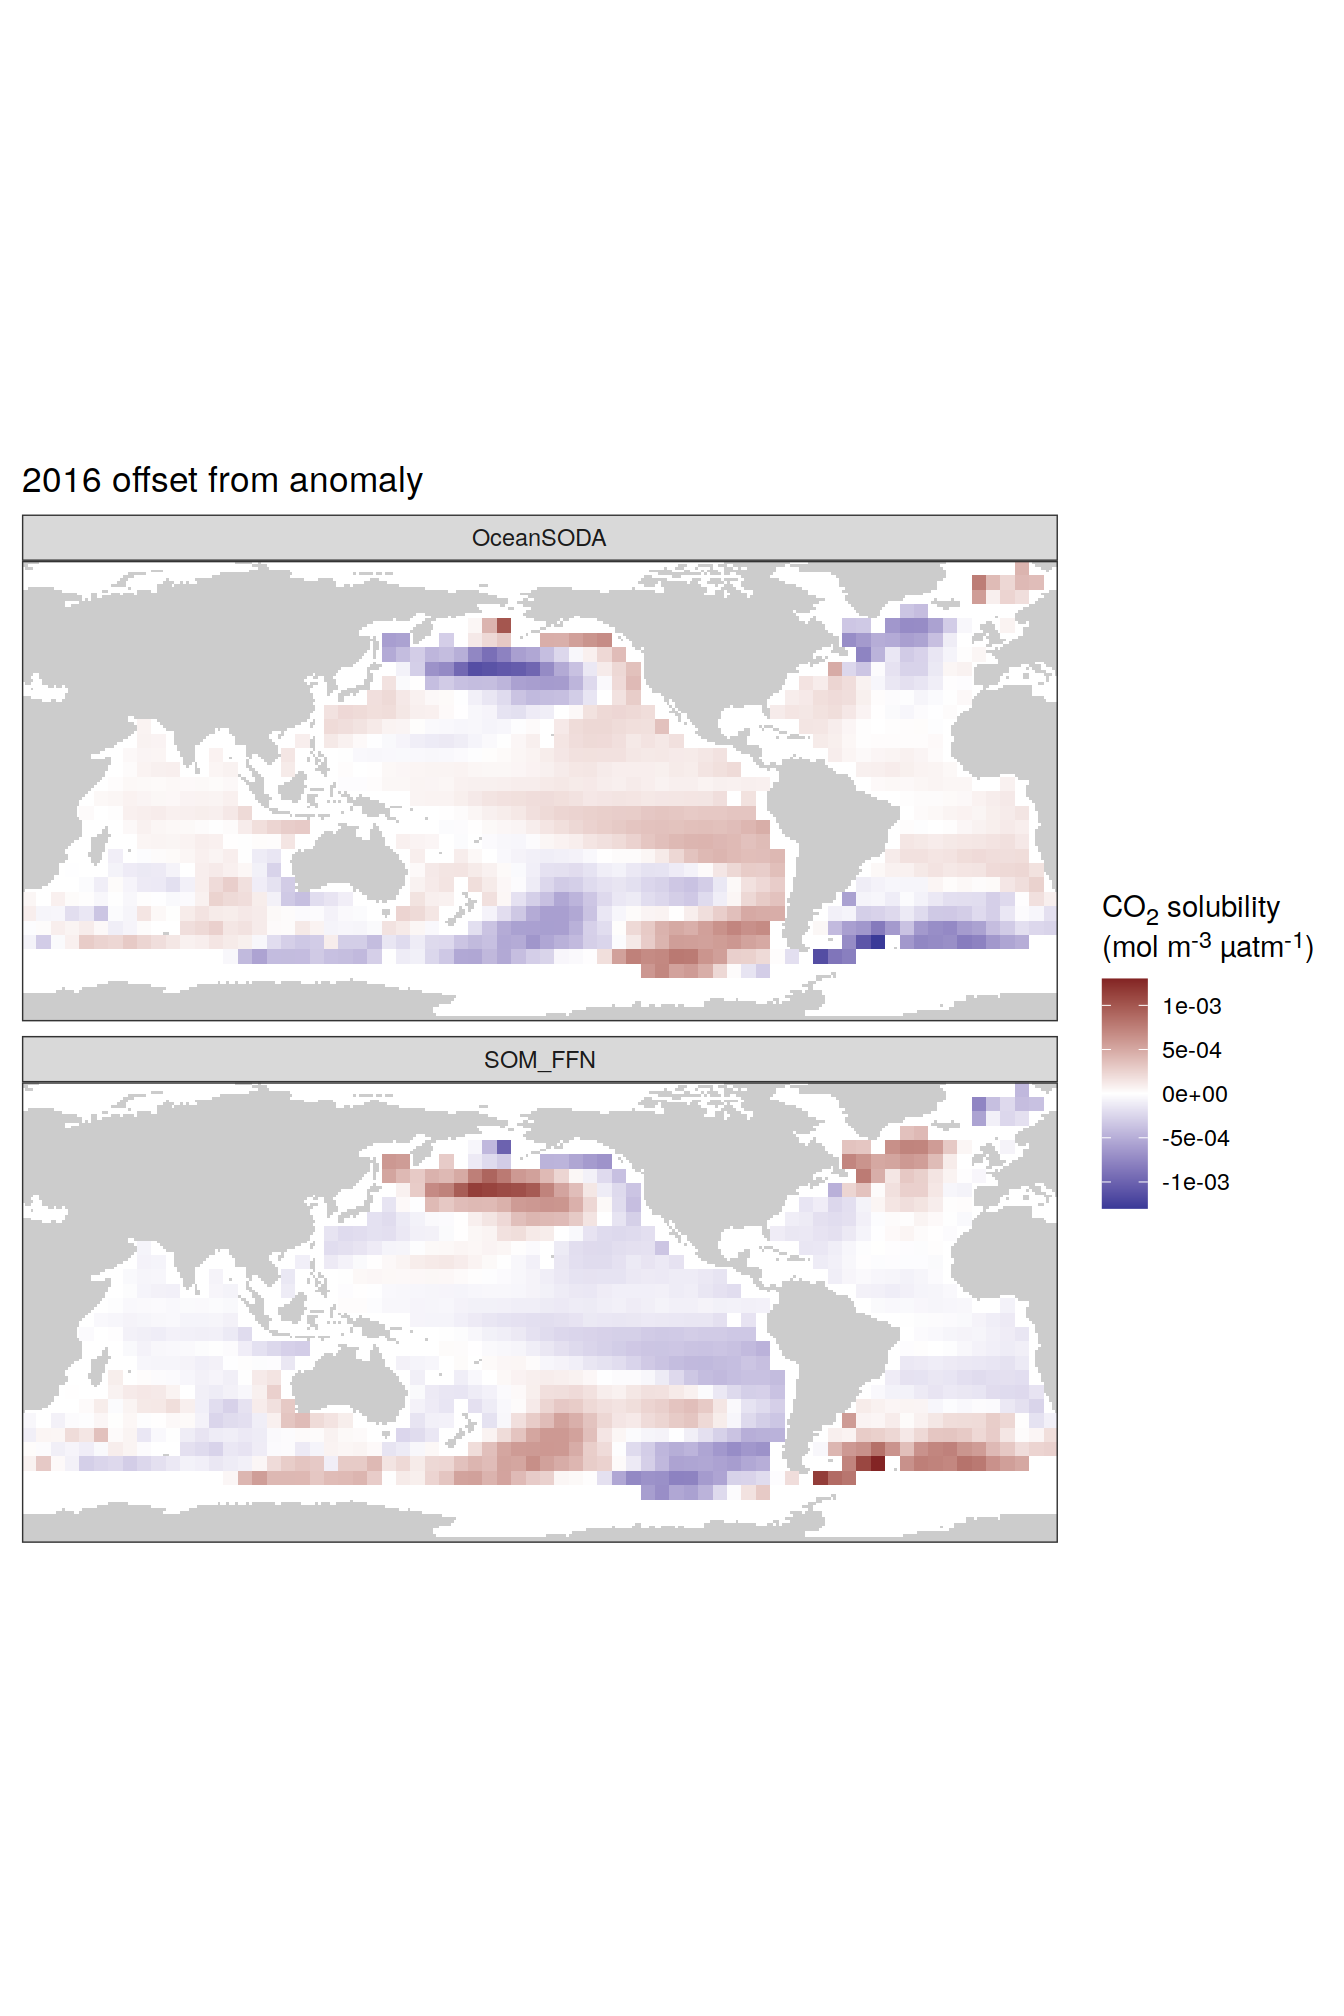 2016 offset from anomaly
OceanSODA
SOM_FFN
CO₂ solubility
(mol m⁻³ µatm⁻¹)
1e-03
5e-04
0e+00
-5e-04
-1e-03